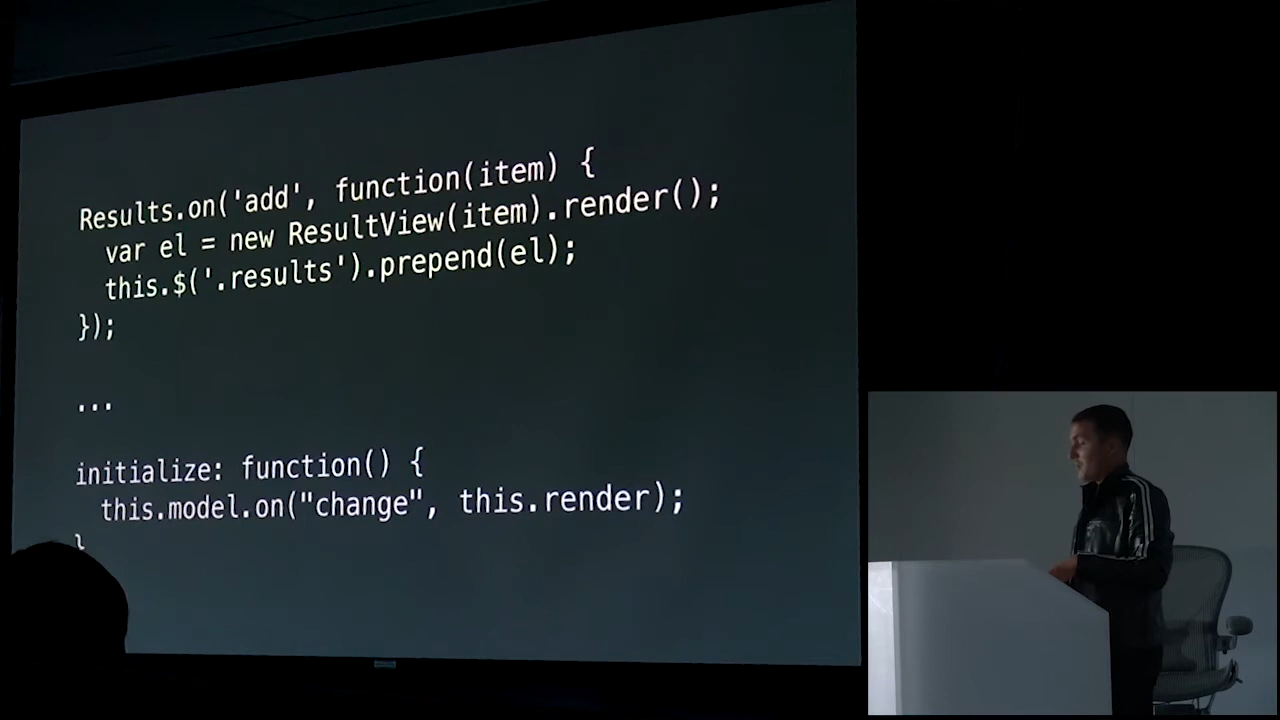 Results.on('add', function(item) {
  var el = new ResultView(item).render();
  this.$('.results').prepend(el);
});
...
initialize: function() {
  this.model.on("change", this.render);
}